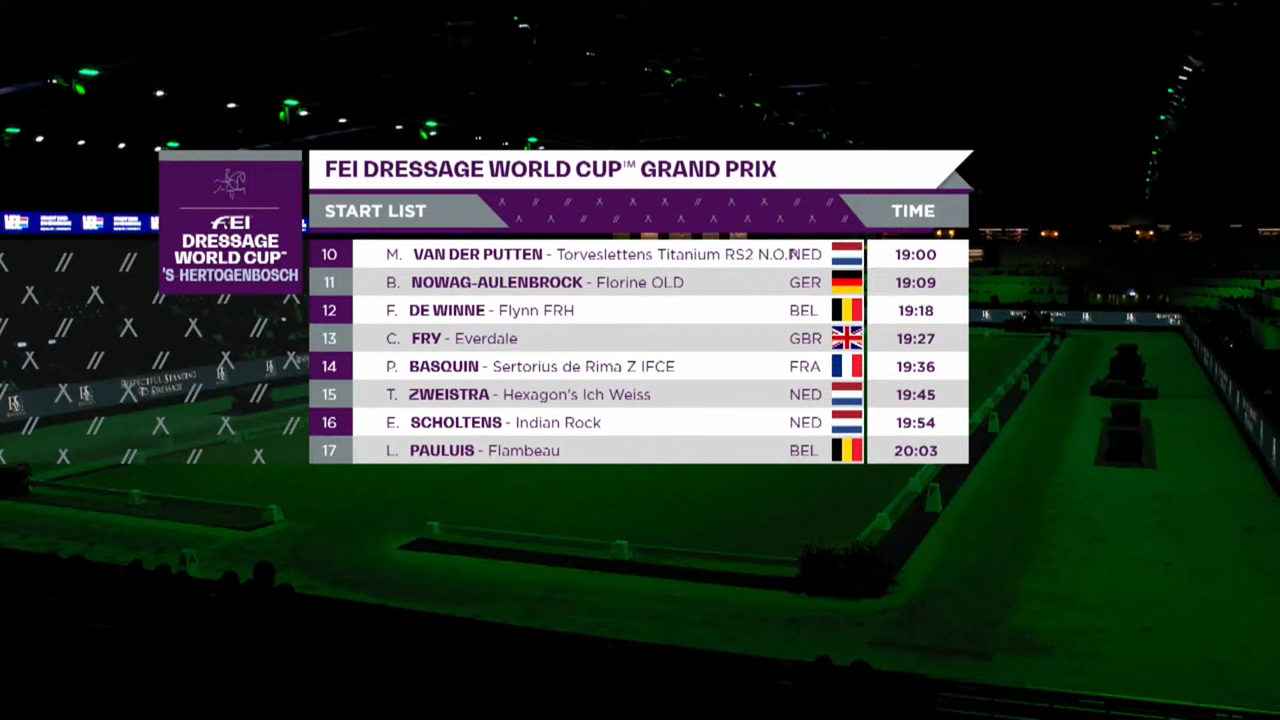 FEI DRESSAGE WORLD CUP™ GRAND PRIX
START LIST TIME
FEI
DRESSAGE
WORLD CUP™
'S HERTOGENBOSCH
10 M. VAN DER PUTTEN - Torveslettens Titanium RS2 N.O.P. NED 19:00
11 B. NOWAG-AULENBROCK - Florine OLD GER 19:09
12 F. DE WINNE - Flynn FRH BEL 19:18
13 C. FRY - Everdale GBR 19:27
14 P. BASQUIN - Sertorius de Rima Z IFCE FRA 19:36
15 T. ZWEISTRA - Hexagon's Ich Weiss NED 19:45
16 E. SCHOLTENS - Indian Rock NED 19:54
17 L. PAULUIS - Flambeau BEL 20:03